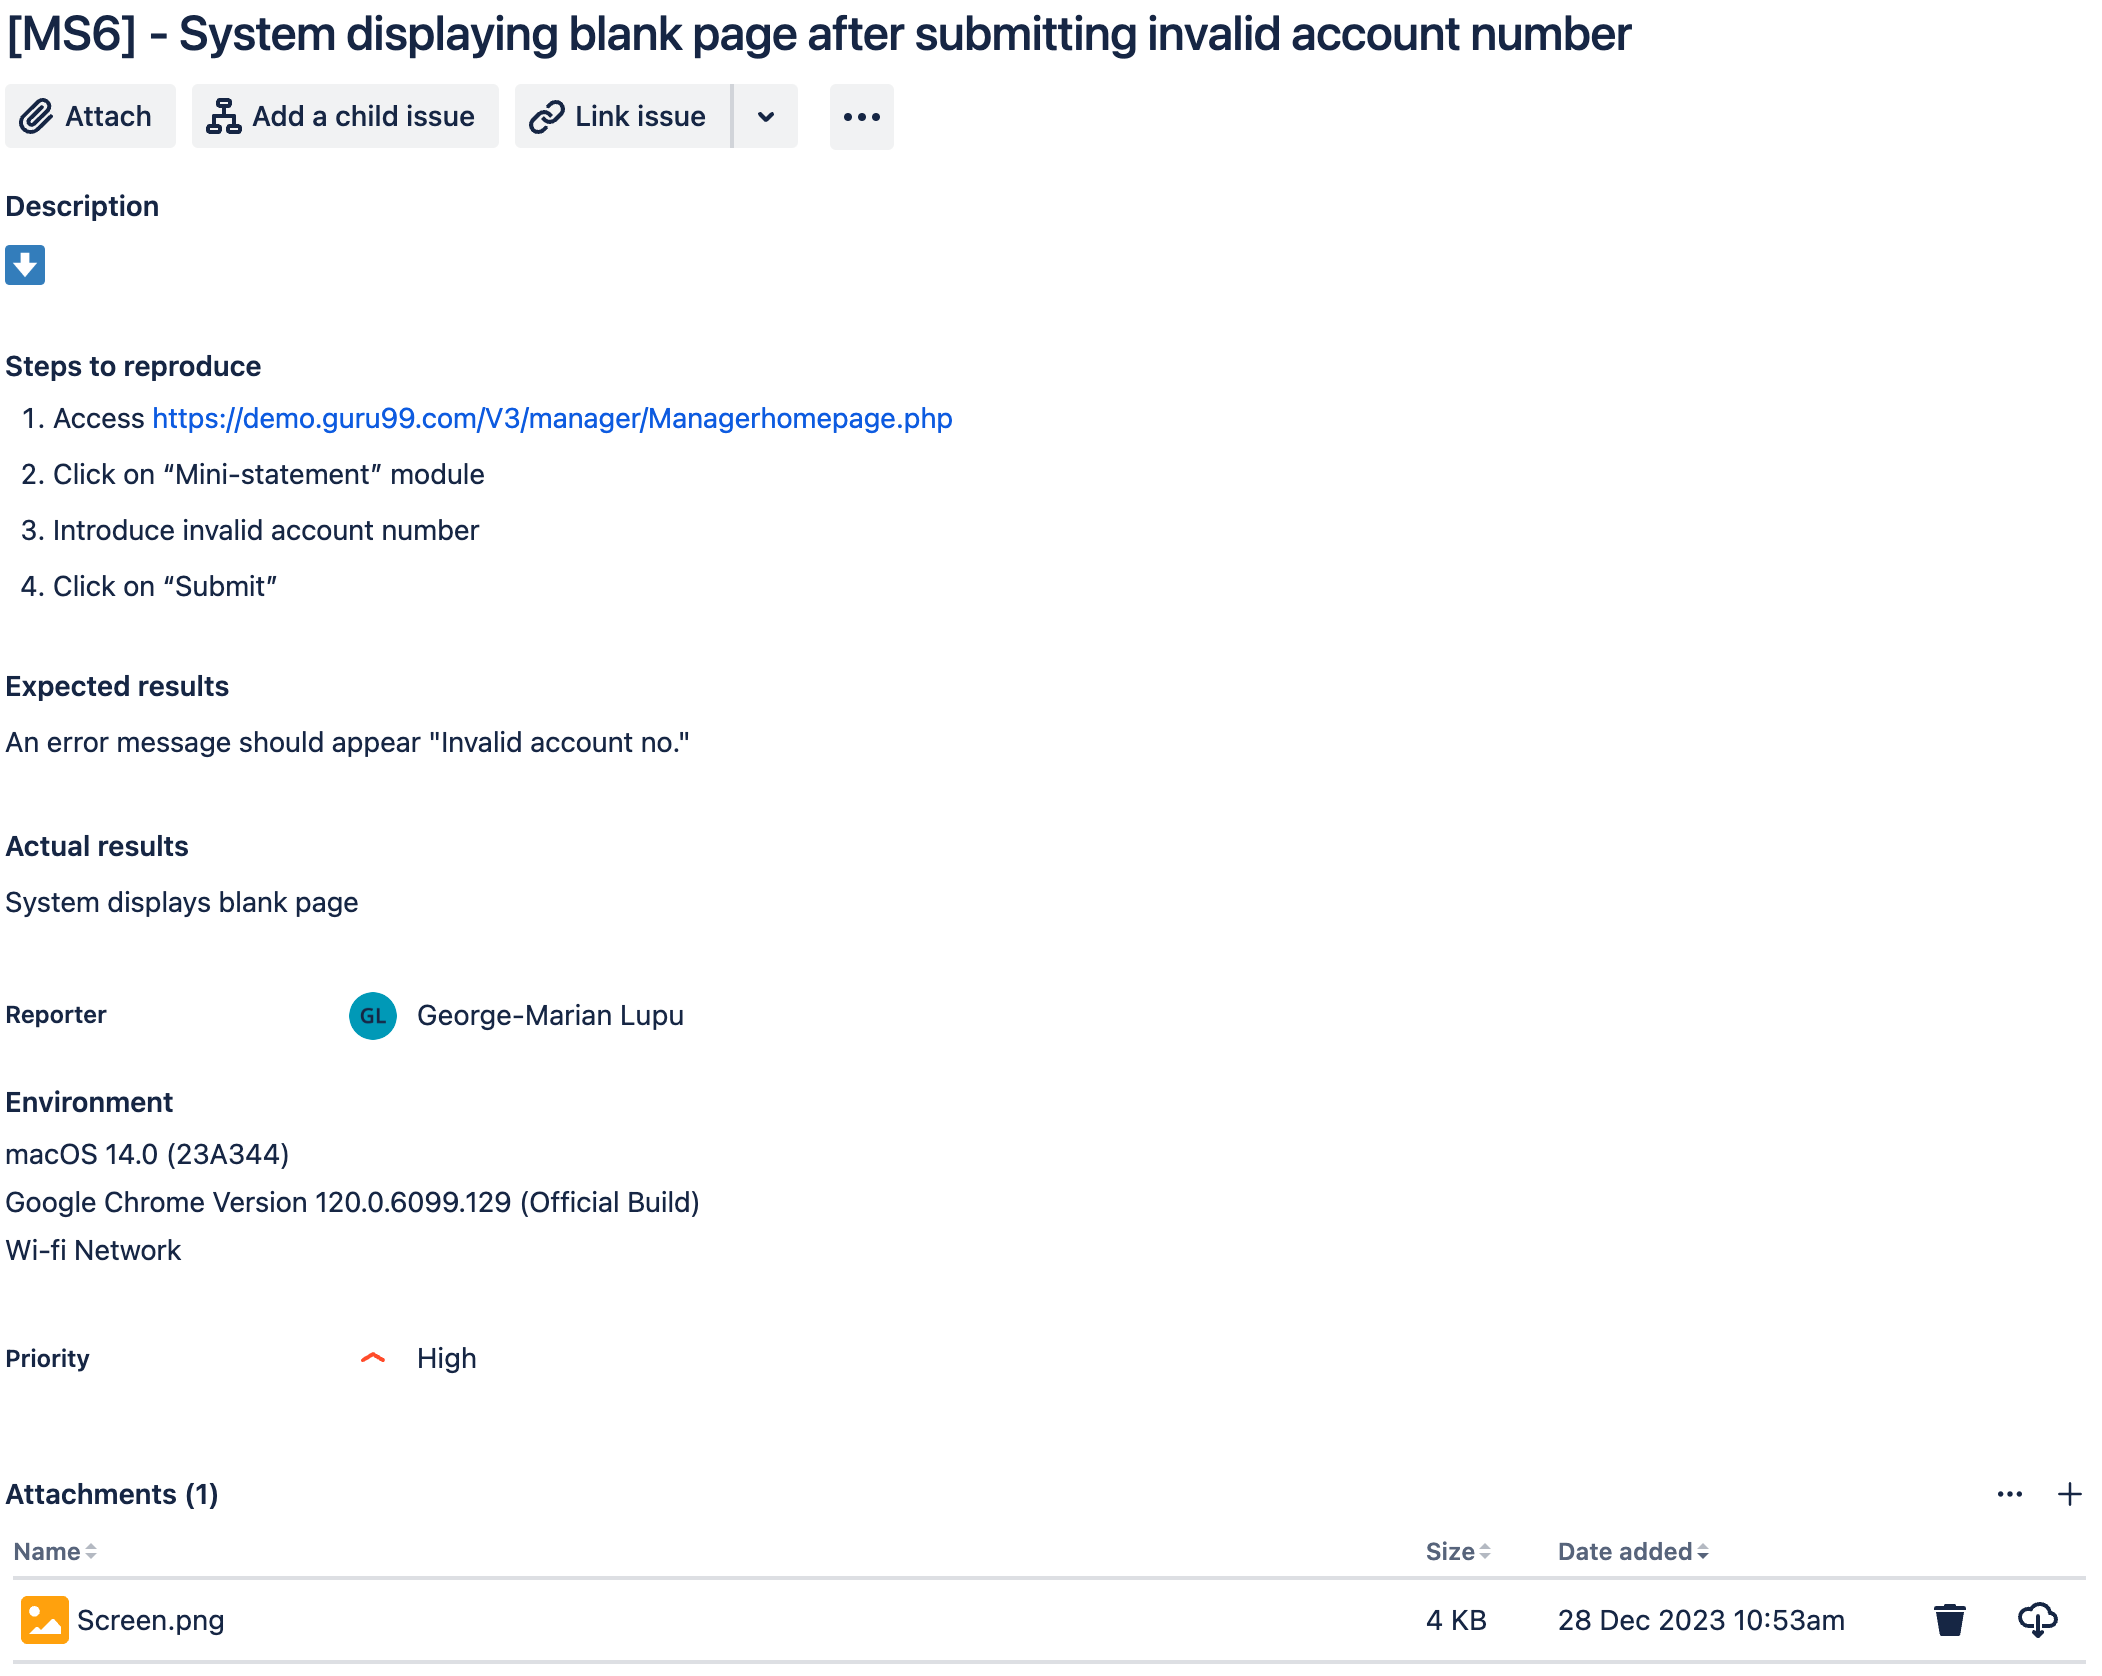 [MS6] - System displaying blank page after submitting invalid account number
Attach
Add a child issue
Link issue
Description
Steps to reproduce
1. Access https://demo.guru99.com/V3/manager/Managerhomepage.php
2. Click on “Mini-statement” module
3. Introduce invalid account number
4. Click on “Submit”
Expected results
An error message should appear "Invalid account no."
Actual results
System displays blank page
Reporter GL George-Marian Lupu
Environment
macOS 14.0 (23A344)
Google Chrome Version 120.0.6099.129 (Official Build)
Wi-fi Network
Priority High
Attachments (1)
Name Size Date added
Screen.png 4 KB 28 Dec 2023 10:53am